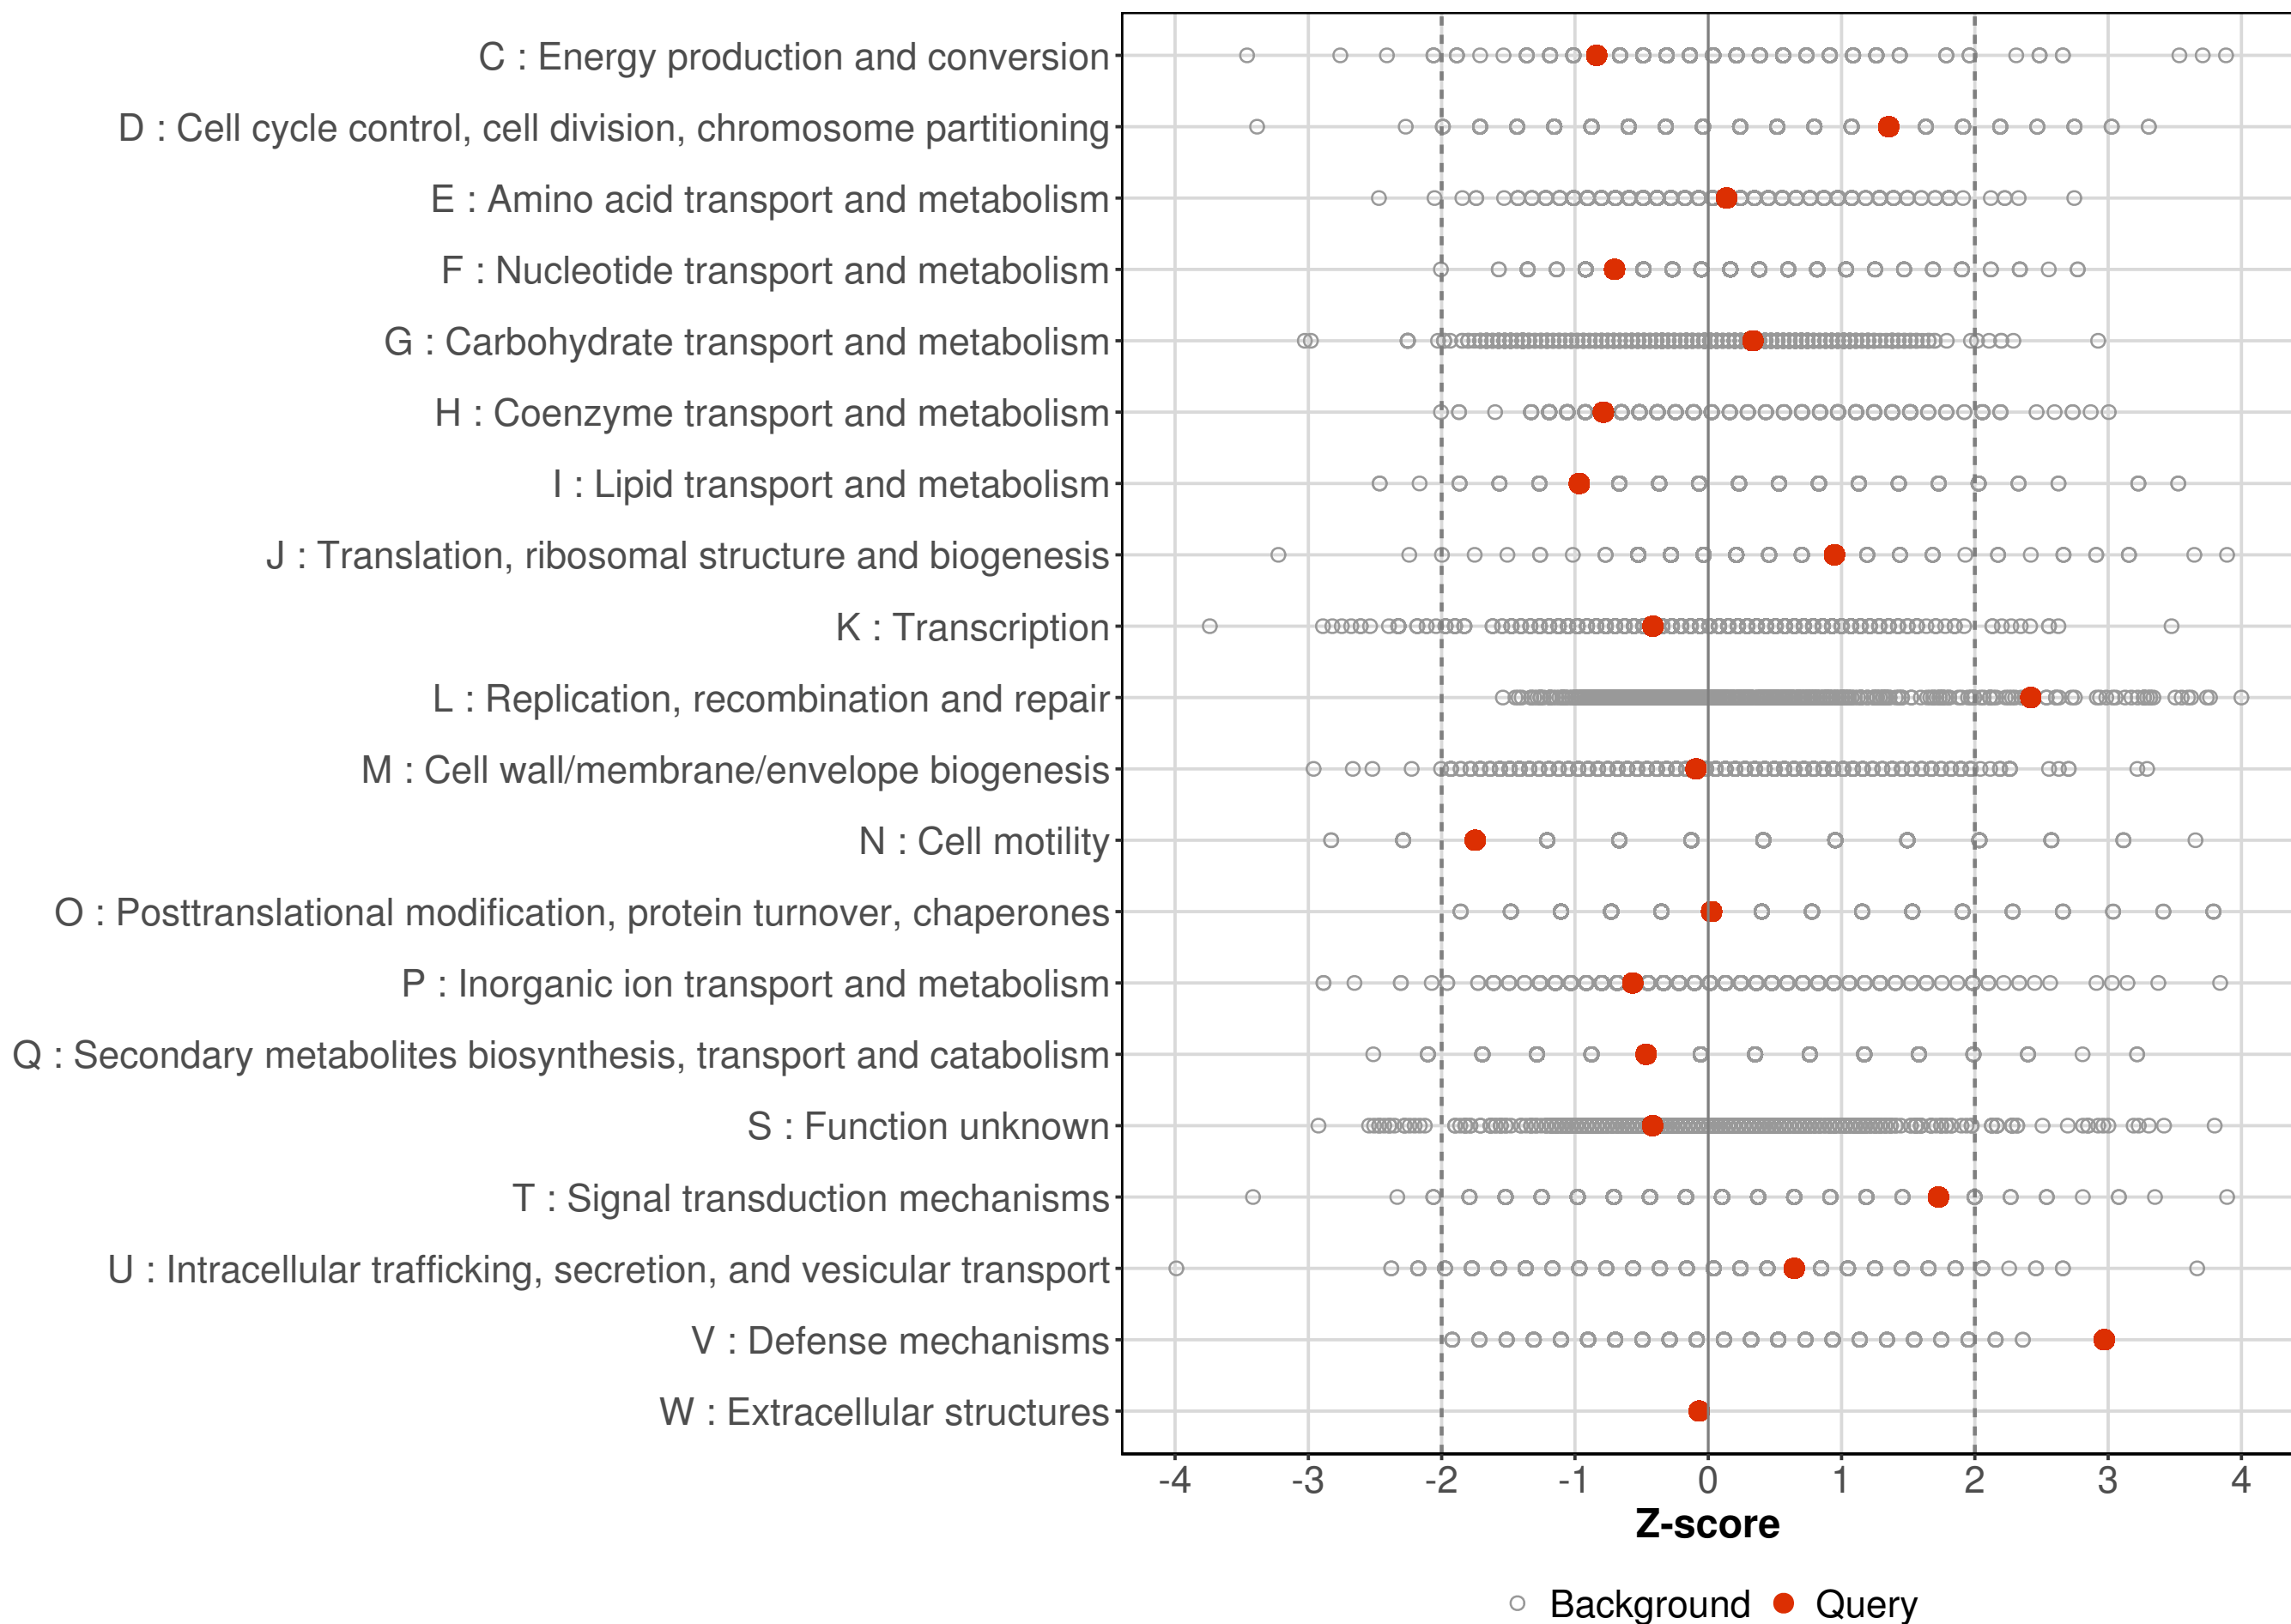 C : Energy production and conversion
D : Cell cycle control, cell division, chromosome partitioning
E : Amino acid transport and metabolism
F : Nucleotide transport and metabolism
G : Carbohydrate transport and metabolism
H : Coenzyme transport and metabolism
I : Lipid transport and metabolism
J : Translation, ribosomal structure and biogenesis
K : Transcription
L : Replication, recombination and repair
M : Cell wall/membrane/envelope biogenesis
N : Cell motility
O : Posttranslational modification, protein turnover, chaperones
P : Inorganic ion transport and metabolism
Q : Secondary metabolites biosynthesis, transport and catabolism
S : Function unknown
T : Signal transduction mechanisms
U : Intracellular trafficking, secretion, and vesicular transport
V : Defense mechanisms
W : Extracellular structures
-4 -3 -2 -1 0 1 2 3 4
Z-score
Background Query